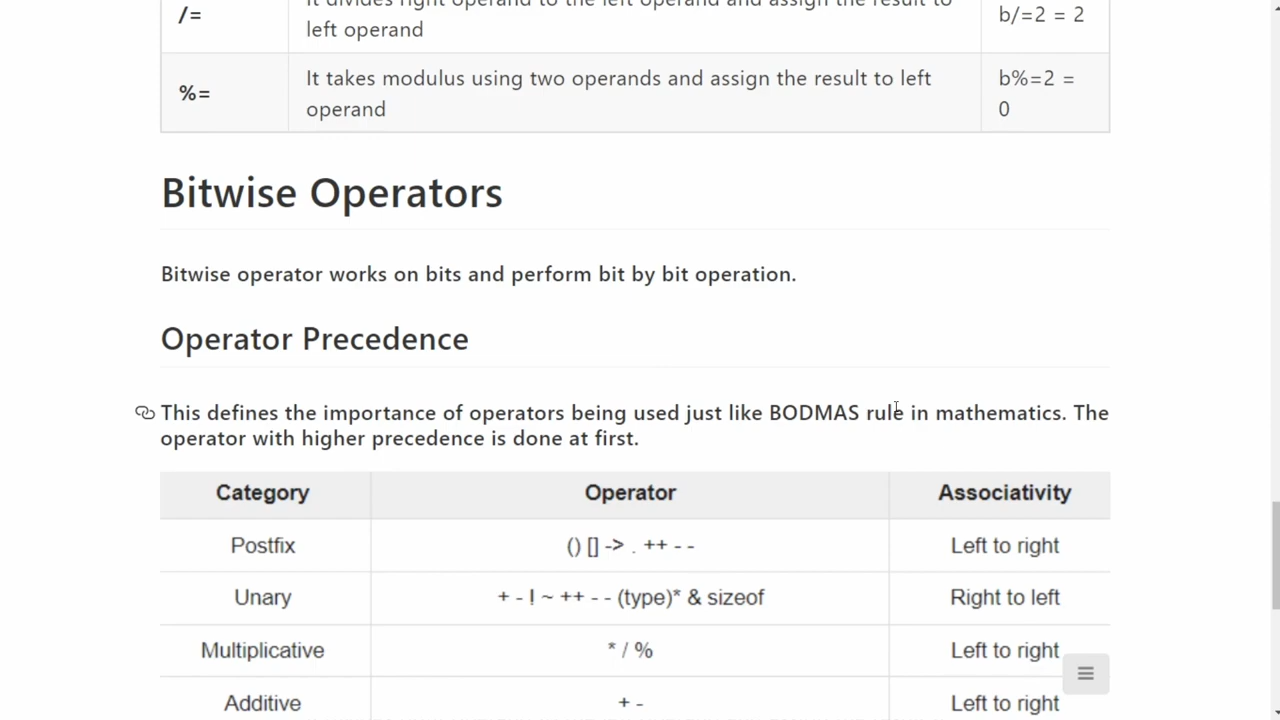 It divides right operand to the left operand and assign the result to
/=
left operand
b/=2 = 2
It takes modulus using two operands and assign the result to left
%=
operand
b%=2 =
0
Bitwise Operators
Bitwise operator works on bits and perform bit by bit operation.
Operator Precedence
This defines the importance of operators being used just like BODMAS rule in mathematics. The
operator with higher precedence is done at first.
Category Operator Associativity
Postfix () [] -> . ++ - - Left to right
Unary + - ! ~ ++ - - (type)* & sizeof Right to left
Multiplicative * / % Left to right
Additive + - Left to right